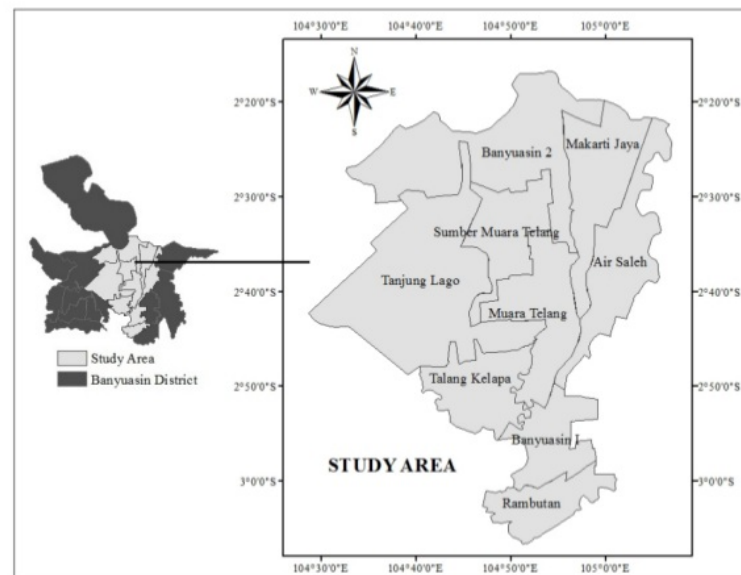 104°30'0"E 104°40'0"E 104°50'0"E 105°0'0"E
N
W E
S
2°20'0"S 2°20'0"S
Makarti Jaya
Banyuasin 2
2°30'0"S 2°30'0"S
Sumber Muara Telang
Air Saleh
Tanjung Lago
2°40'0"S 2°40'0"S
Muara Telang
Study Area
Banyuasin District
Talang Kelapa
2°50'0"S 2°50'0"S
Banyuasin I
STUDY AREA
3°0'0"S 3°0'0"S
Rambutan
104°30'0"E 104°40'0"E 104°50'0"E 105°0'0"E